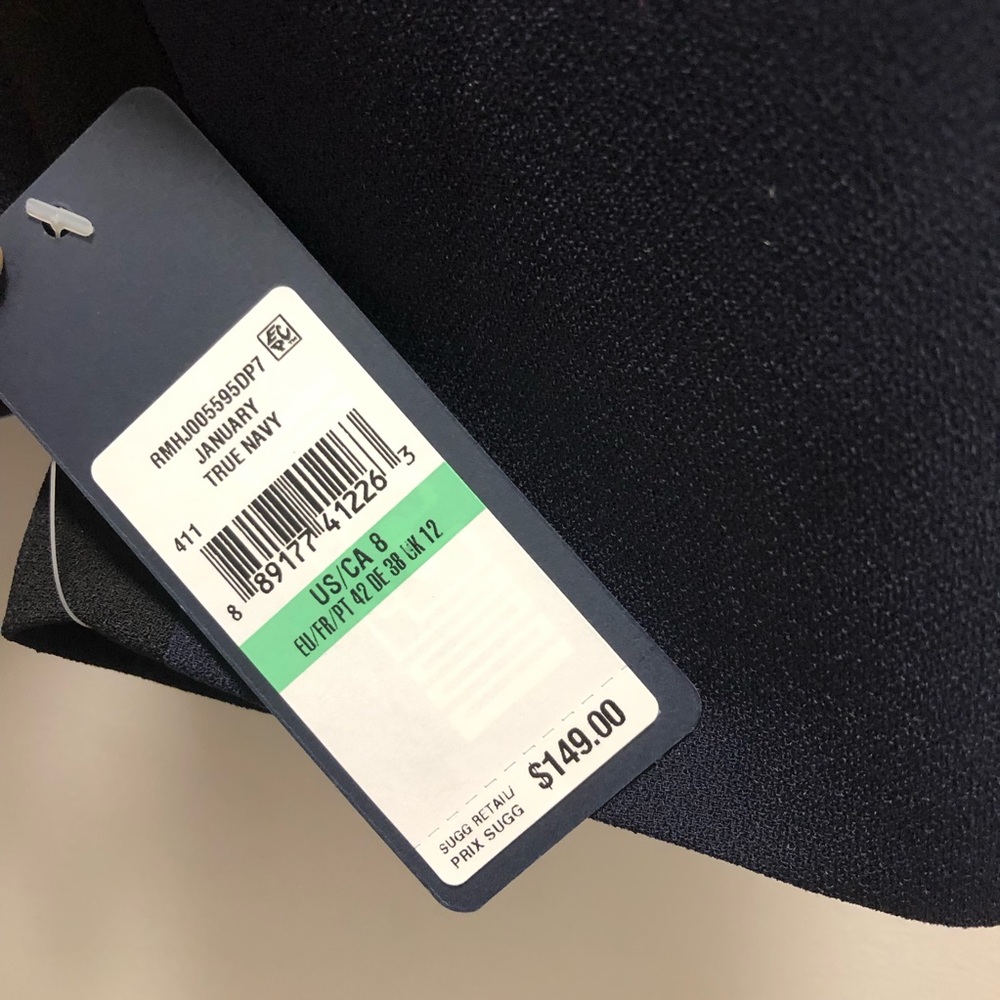 EPC™
RMHJ005595DP7
JANUARY
TRUE NAVY
411
8 89177 41226 3
US/CA 8
EU/FR/PT 42 DE 38 UK 12
SUGG RETAIL/
PRIX SUGG
$149.00